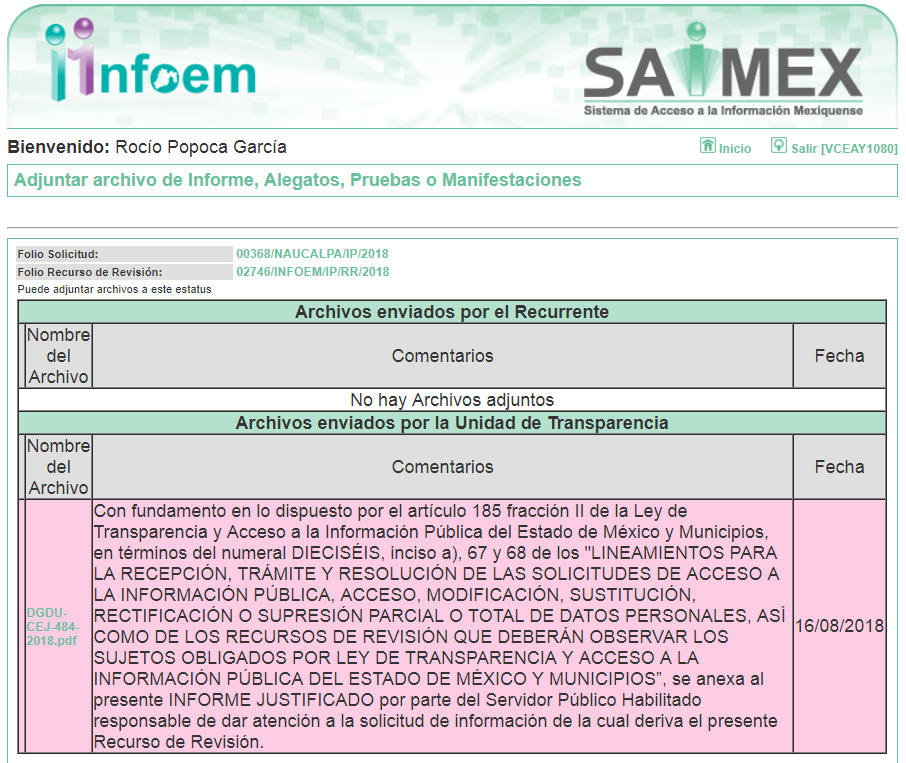 infoem
SAIMEX
Sistema de Acceso a la Información Mexiquense
Bienvenido: Rocío Popoca García
Inicio
Salir [VCEAY1080]
Adjuntar archivo de Informe, Alegatos, Pruebas o Manifestaciones
Folio Solicitud: 00368/NAUCALPA/IP/2018
Folio Recurso de Revisión: 02746/INFOEM/IP/RR/2018
Puede adjuntar archivos a este estatus
Archivos enviados por el Recurrente
Nombre
del
Archivo
Comentarios
Fecha
No hay Archivos adjuntos
Archivos enviados por la Unidad de Transparencia
Nombre
del
Archivo
Comentarios
Fecha
DGDU-
CEJ-484-
2018.pdf
Con fundamento en lo dispuesto por el artículo 185 fracción II de la Ley de
Transparencia y Acceso a la Información Pública del Estado de México y Municipios,
en términos del numeral DIECISÉIS, inciso a), 67 y 68 de los "LINEAMIENTOS PARA
LA RECEPCIÓN, TRÁMITE Y RESOLUCIÓN DE LAS SOLICITUDES DE ACCESO A
LA INFORMACIÓN PÚBLICA, ACCESO, MODIFICACIÓN, SUSTITUCIÓN,
RECTIFICACIÓN O SUPRESIÓN PARCIAL O TOTAL DE DATOS PERSONALES, ASÍ
COMO DE LOS RECURSOS DE REVISIÓN QUE DEBERÁN OBSERVAR LOS
SUJETOS OBLIGADOS POR LEY DE TRANSPARENCIA Y ACCESO A LA
INFORMACIÓN PÚBLICA DEL ESTADO DE MÉXICO Y MUNICIPIOS”, se anexa al
presente INFORME JUSTIFICADO por parte del Servidor Público Habilitado
responsable de dar atención a la solicitud de información de la cual deriva el presente
Recurso de Revisión.
16/08/2018